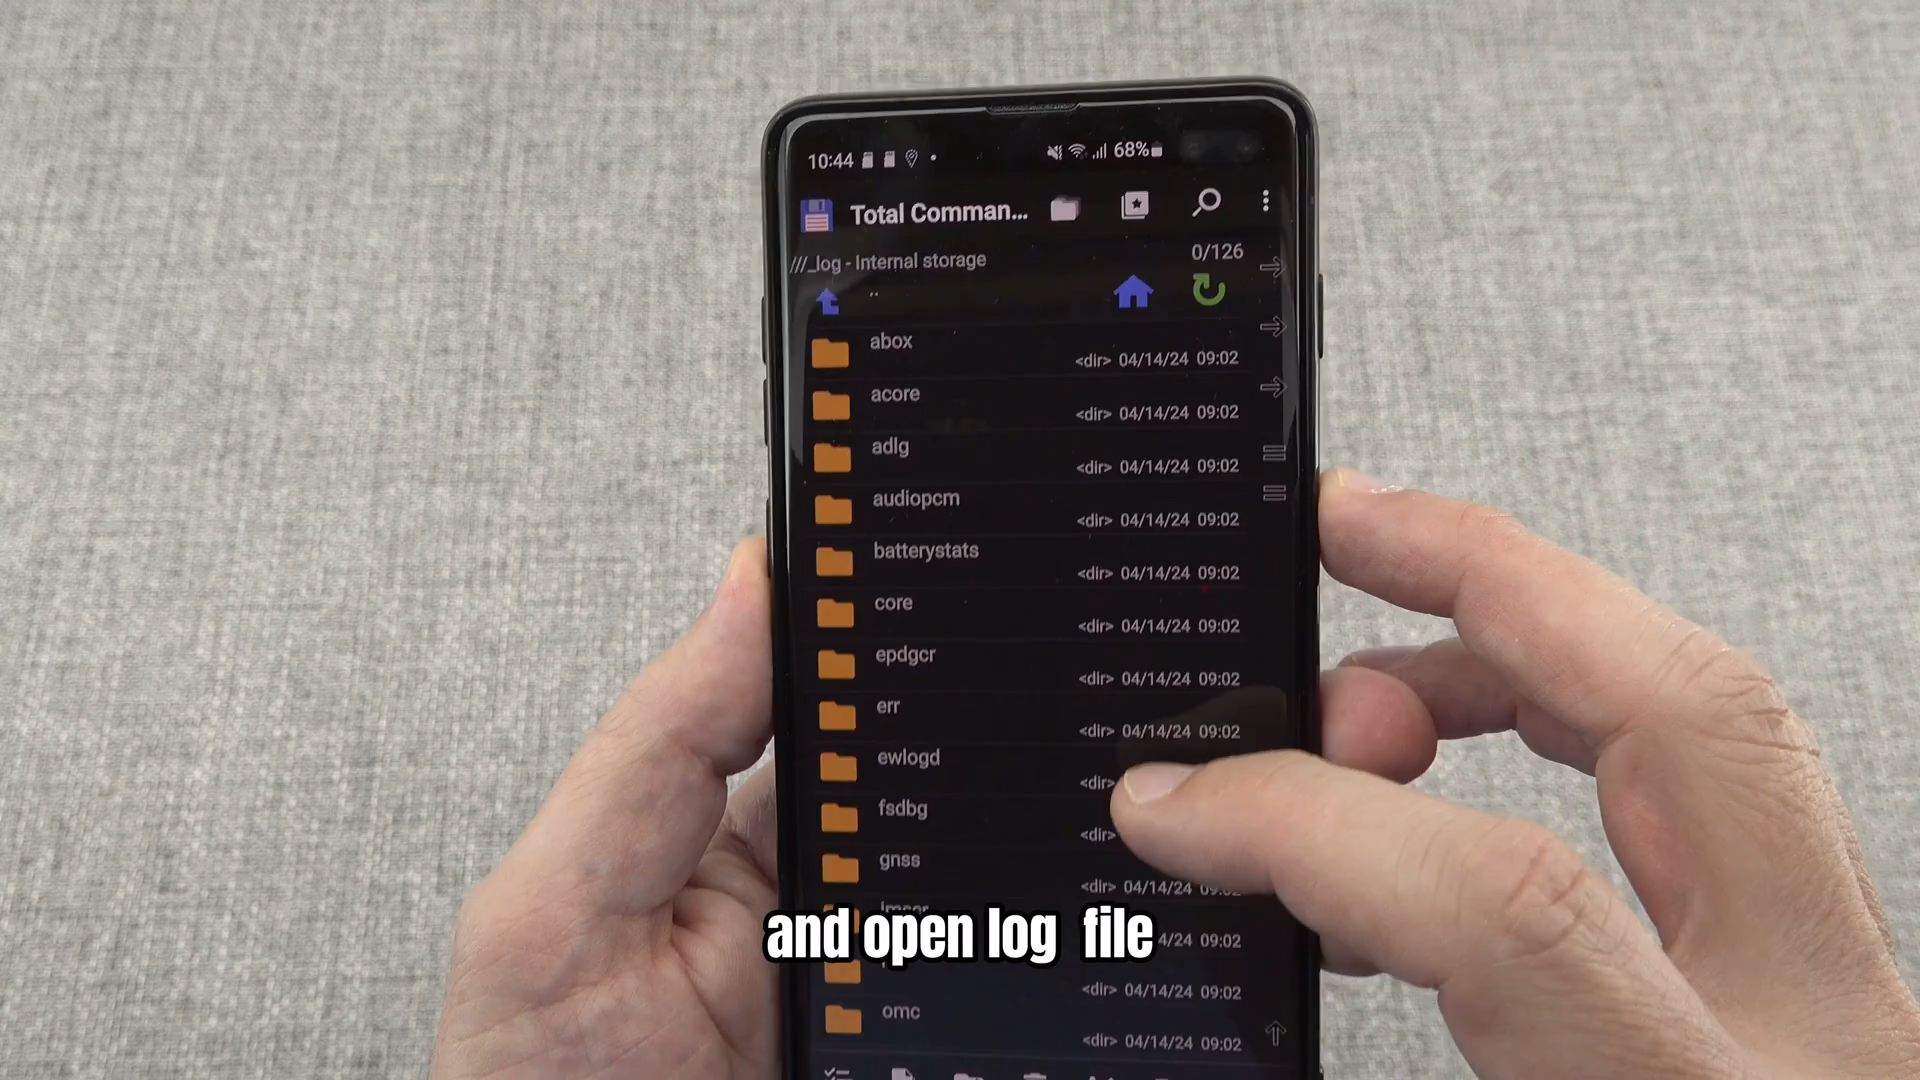 10:44
68%
Total Comman...
///_log - Internal storage
0/126
..
abox
<dir> 04/14/24 09:02
acore
<dir> 04/14/24 09:02
adlg
<dir> 04/14/24 09:02
audiopcm
<dir> 04/14/24 09:02
batterystats
<dir> 04/14/24 09:02
core
<dir> 04/14/24 09:02
epdgcr
<dir> 04/14/24 09:02
err
<dir> 04/14/24 09:02
ewlogd
<dir>
fsdbg
<dir>
gnss
<dir> 04/14/24 09:02
and open log file
4/24 09:02
<dir> 04/14/24 09:02
omc
<dir> 04/14/24 09:02